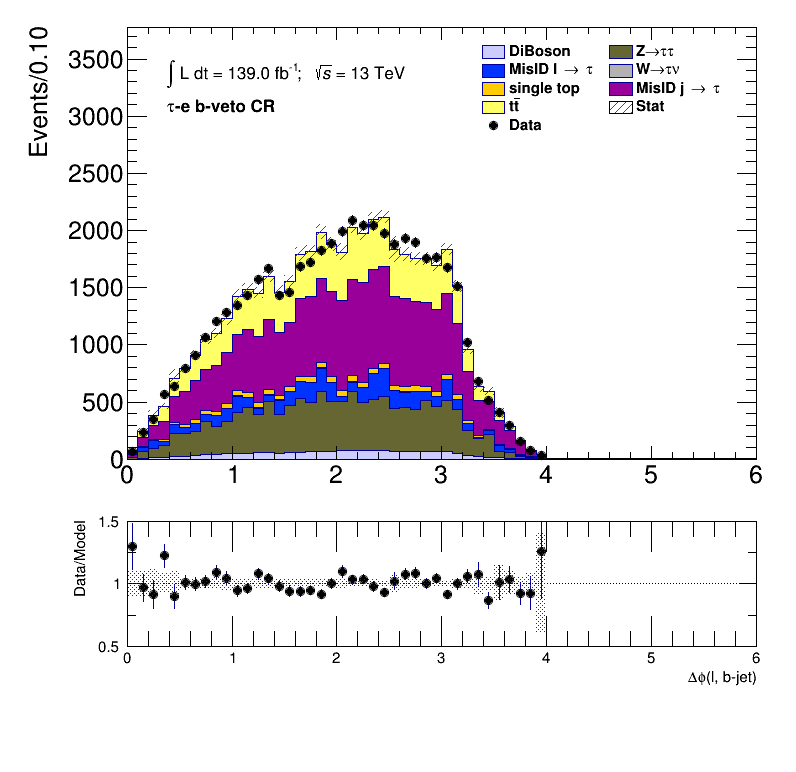 Events/0.10
3500
3000
2500
2000
1500
1000
500
0
0 1 2 3 4 5 6
∫ L dt = 139.0 fb⁻¹; √s = 13 TeV
τ-e b-veto CR
DiBoson
MisID l → τ
single top
tt̄
Data
Z→ττ
W→τν
MisID j → τ
Stat
Data/Model
1.5
1
0.5
0 1 2 3 4 5 6
Δϕ(l, b-jet)